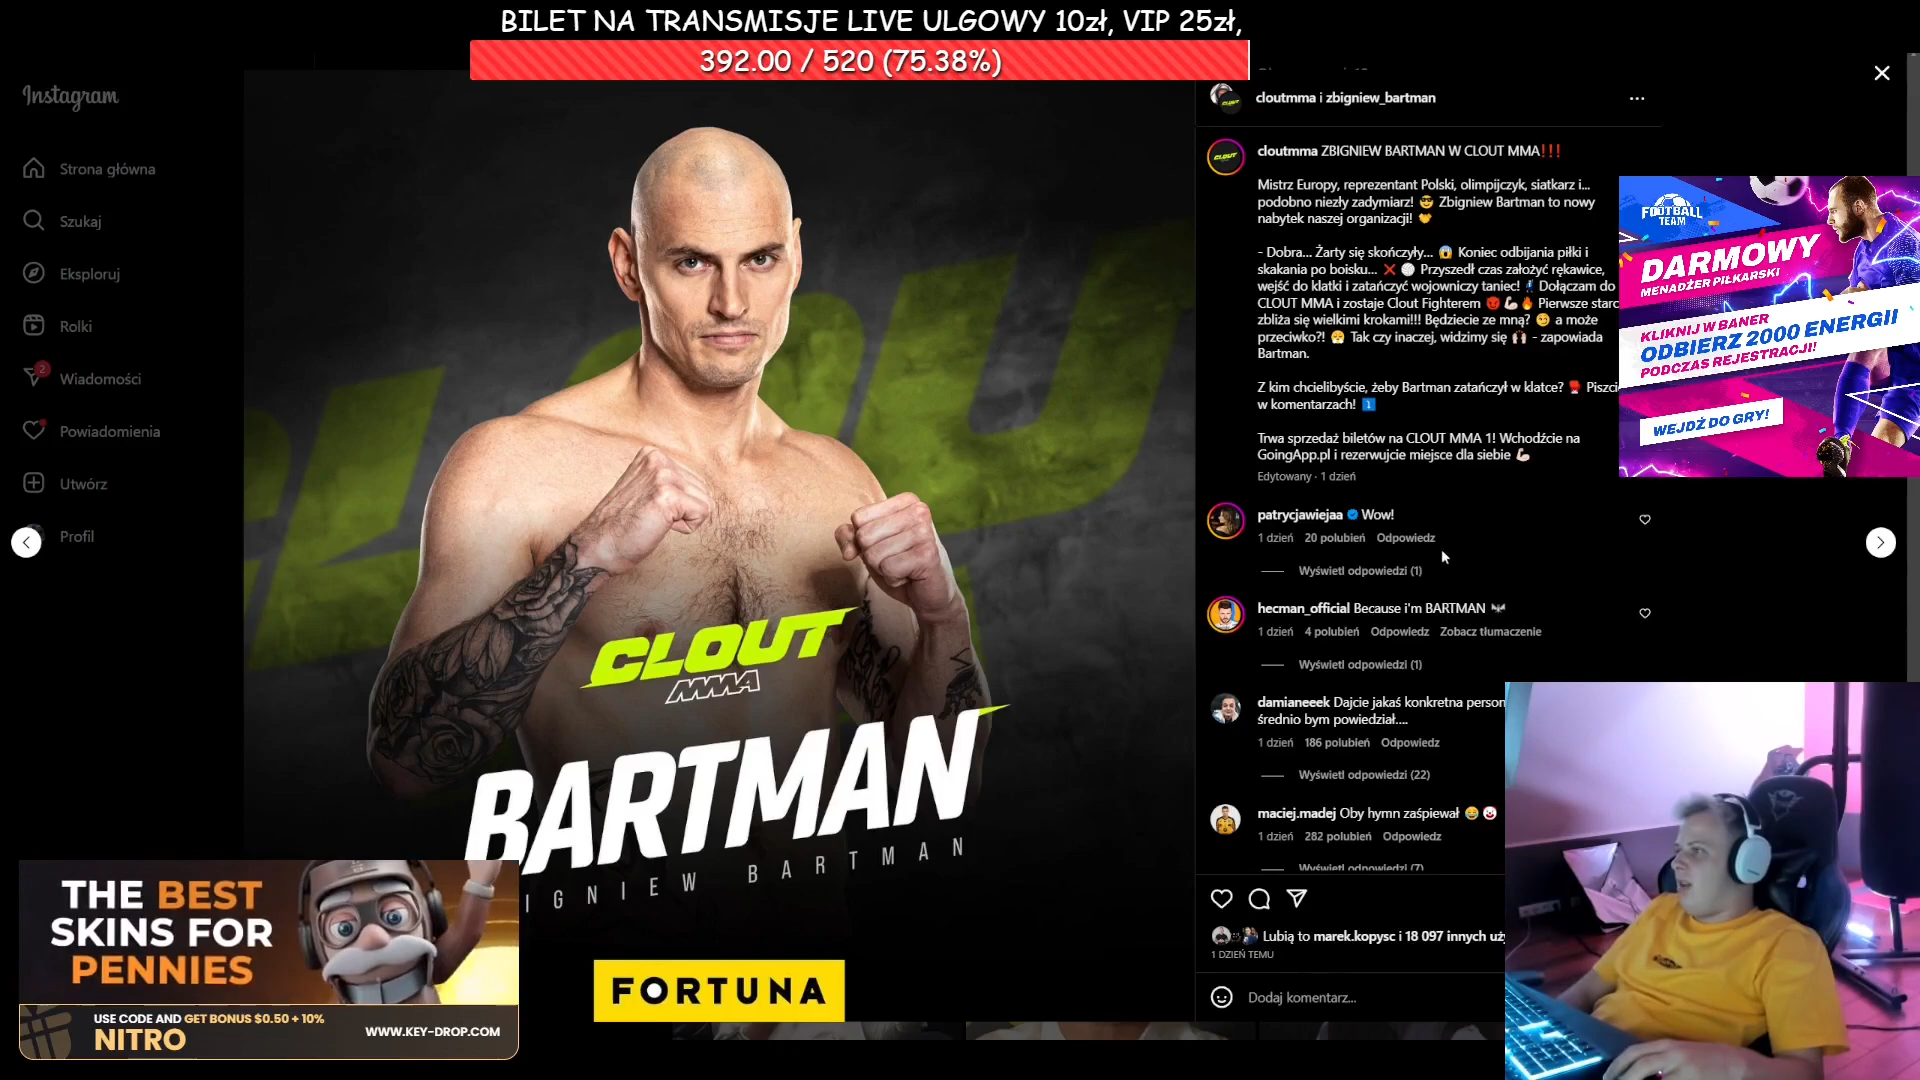 BILET NA TRANSMISJE LIVE ULGOWY 10zł, VIP 25zł,
392.00 / 520 (75.38%)
Instagram
Strona główna
Szukaj
Eksploruj
Rolki
2
Wiadomości
Powiadomienia
Utwórz
Profil
CLOUT
MMA
BARTMAN
IGNIEW BARTMAN
FORTUNA
THE BEST
SKINS FOR
PENNIES
USE CODE AND GET BONUS $0.50 + 10%
NITRO
WWW.KEY-DROP.COM
cloutmma i zbigniew_bartman
cloutmma ZBIGNIEW BARTMAN W CLOUT MMA❗❗❗
Mistrz Europy, reprezentant Polski, olimpijczyk, siatkarz i...
podobno niezły zadymiarz! 😎 Zbigniew Bartman to nowy
nabytek naszej organizacji!
- Dobra... Żarty się skończyły... 😱 Koniec odbijania piłki i
skakania po boisku... ❌ 🏐 Przyszedł czas założyć rękawice,
wejść do klatki i zatańczyć wojowniczy taniec! Dołączam do
CLOUT MMA i zostaje Clout Fighterem 😡 💪🏻 🔥 Pierwsze starc
zbliża się wielkimi krokami!!! Będziecie ze mną? 😏 a może
przeciwko?! 😤 Tak czy inaczej, widzimy się 🙌🏻 - zapowiada
Bartman.
Z kim chcielibyście, żeby Bartman zatańczył w klatce? 🥊 Piszci
w komentarzach! ⤵️
Trwa sprzedaż biletów na CLOUT MMA 1! Wchodźcie na
GoingApp.pl i rezerwujcie miejsce dla siebie 💪🏻
Edytowany · 1 dzień
patrycjawiejaa Wow!
1 dzień 20 polubień Odpowiedz
Wyświetl odpowiedzi (1)
hecman_official Because i'm BARTMAN 🦇
1 dzień 4 polubień Odpowiedz Zobacz tłumaczenie
Wyświetl odpowiedzi (1)
damianeeek Dajcie jakaś konkretna person
średnio bym powiedział....
1 dzień 186 polubień Odpowiedz
Wyświetl odpowiedzi (22)
maciej.madej Oby hymn zaśpiewał 😂 🤡
1 dzień 282 polubień Odpowiedz
Wyświetl odpowiedzi (7)
Lubią to marek.kopysc i 18 097 innych uży
1 DZIEŃ TEMU
Dodaj komentarz...
FOOTBALL
TEAM
DARMOWY
MENADŻER PIŁKARSKI
KLIKNIJ W BANER
ODBIERZ 2000 ENERGII
PODCZAS REJESTRACJI!
WEJDŹ DO GRY!